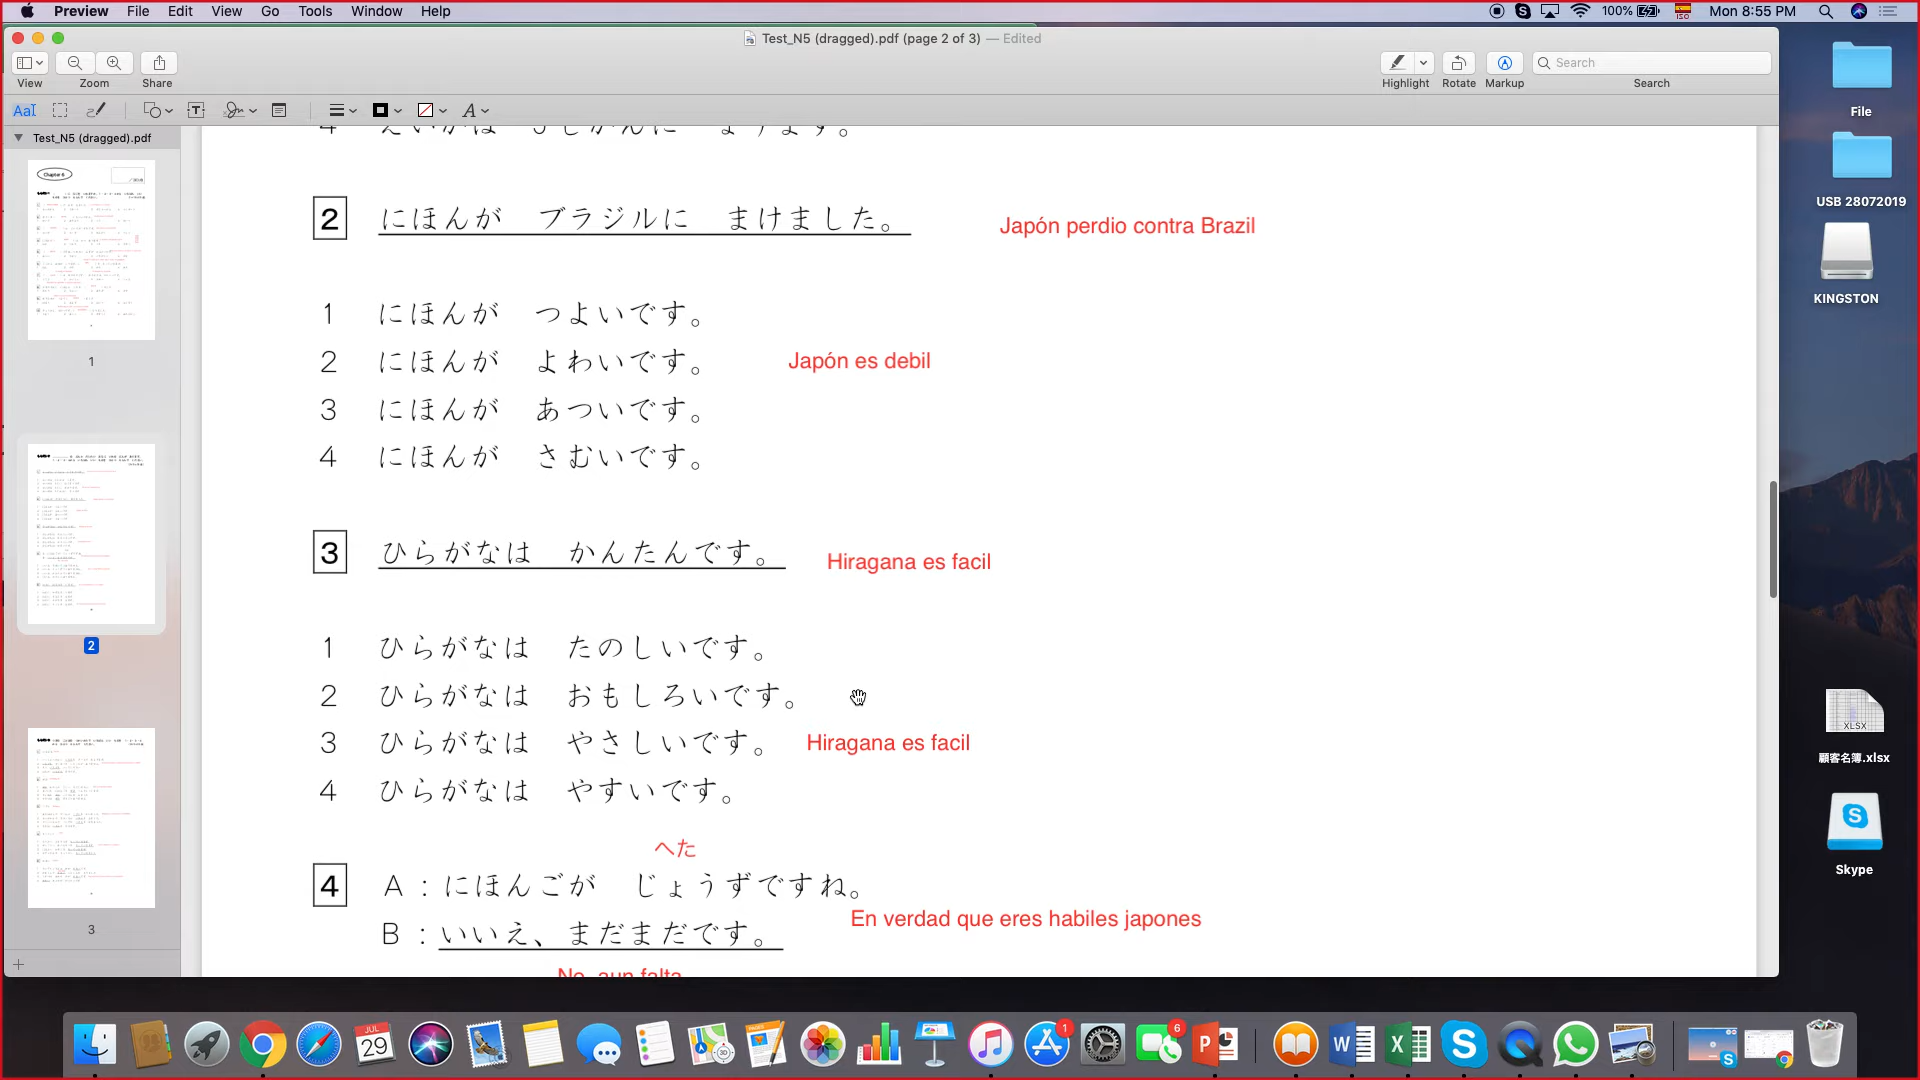 Preview File Edit View Go Tools Window Help
100% Mon 8:55 PM
Test_N5 (dragged).pdf (page 2 of 3) — Edited
View Zoom Share Highlight Rotate Markup Search
Search
Test_N5 (dragged).pdf
1
2
3
2 にほんが ブラジルに まけました。 Japón perdio contra Brazil
1 にほんが つよいです。
2 にほんが よわいです。 Japón es debil
3 にほんが あついです。
4 にほんが さむいです。
3 ひらがなは かんたんです。 Hiragana es facil
1 ひらがなは たのしいです。
2 ひらがなは おもしろいです。
3 ひらがなは やさしいです。 Hiragana es facil
4 ひらがなは やすいです。
へた
4 A：にほんごが じょうずですね。
En verdad que eres habiles japones
B：いいえ、まだまだです。
No, aun falta
File
USB 28072019
KINGSTON
XLSX
顧客名簿.xlsx
Skype
JUL
29
1
6